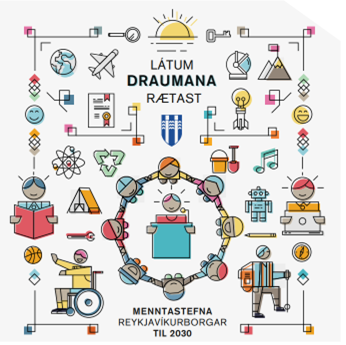 LÁTUM
DRAUMANA
RÆTAST
MENNTASTEFNA
REYKJAVÍKURBORGAR
TIL 2030